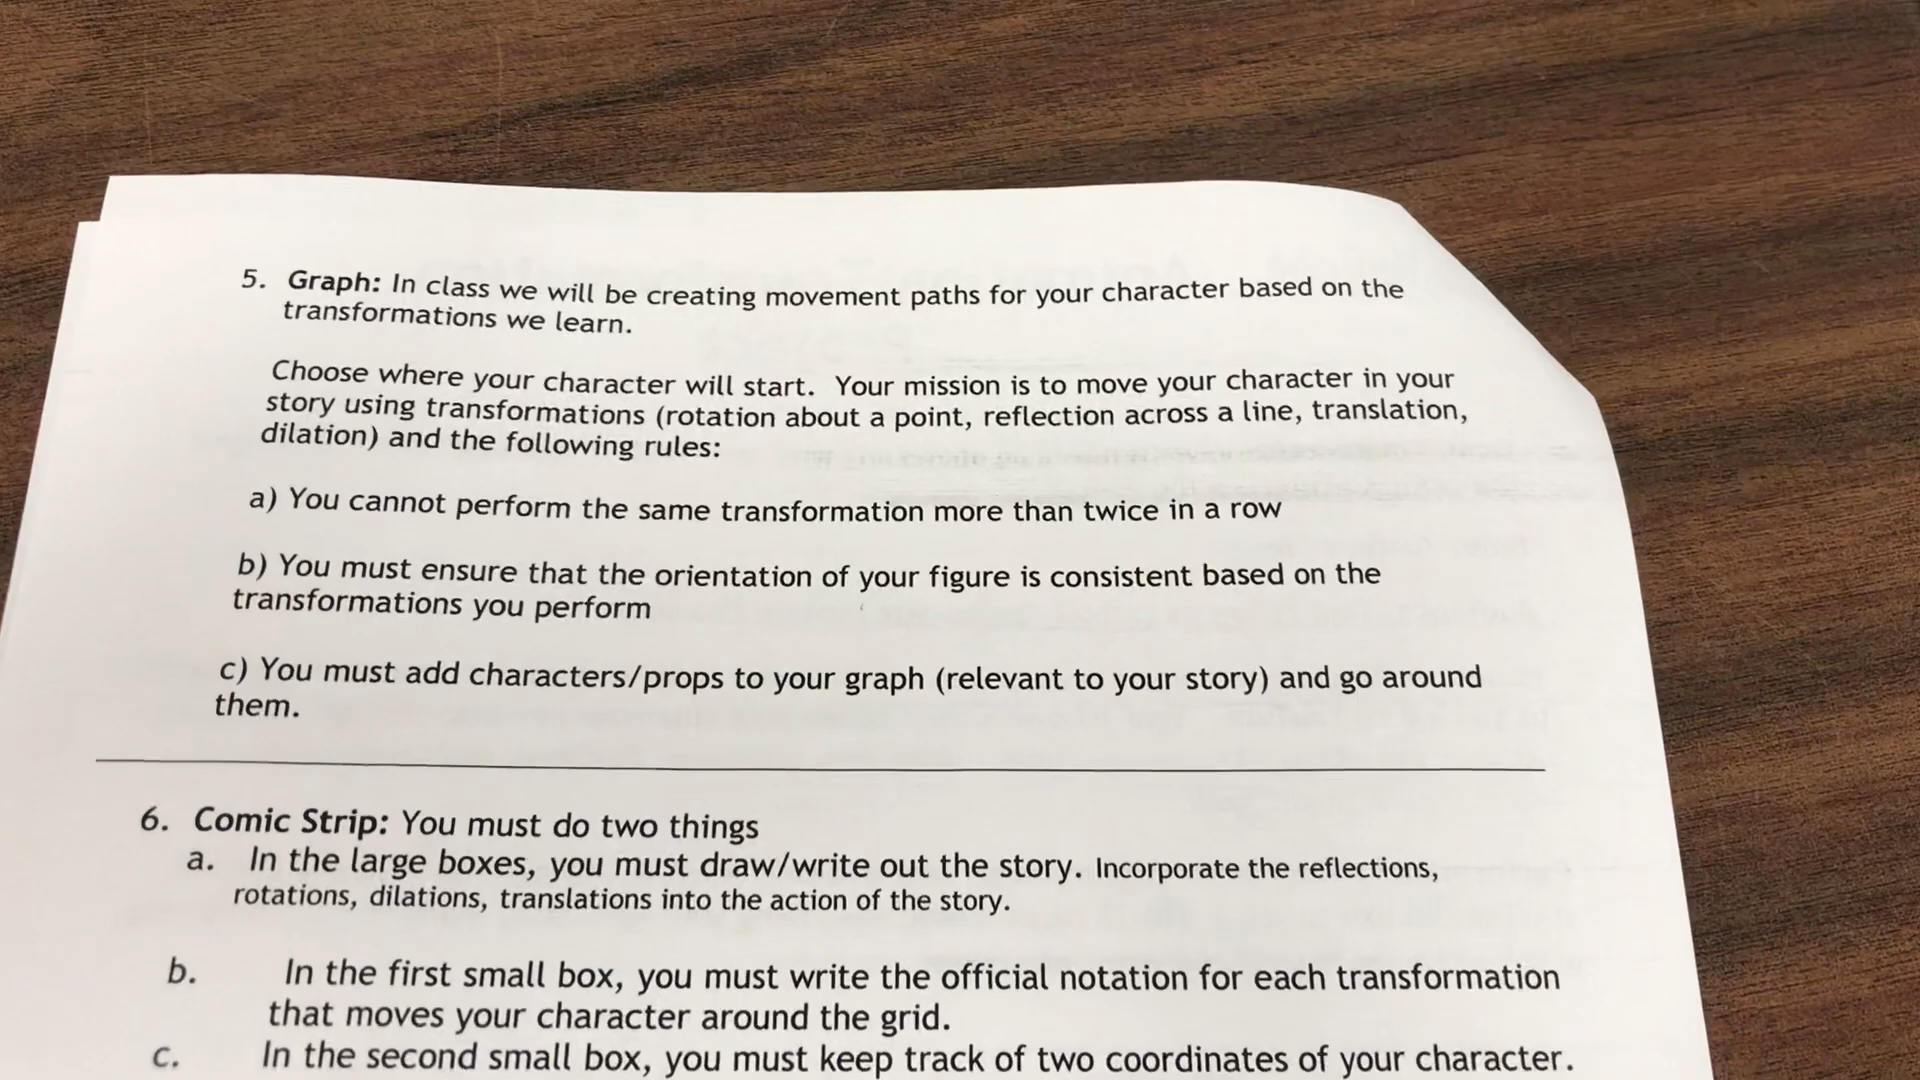 5. Graph: In class we will be creating movement paths for your character based on the
transformations we learn.
Choose where your character will start. Your mission is to move your character in your
story using transformations (rotation about a point, reflection across a line, translation,
dilation) and the following rules:
a) You cannot perform the same transformation more than twice in a row
b) You must ensure that the orientation of your figure is consistent based on the
transformations you perform
c) You must add characters/props to your graph (relevant to your story) and go around
them.
6. Comic Strip: You must do two things
a. In the large boxes, you must draw/write out the story. Incorporate the reflections,
rotations, dilations, translations into the action of the story.
b. In the first small box, you must write the official notation for each transformation
that moves your character around the grid.
c. In the second small box, you must keep track of two coordinates of your character.